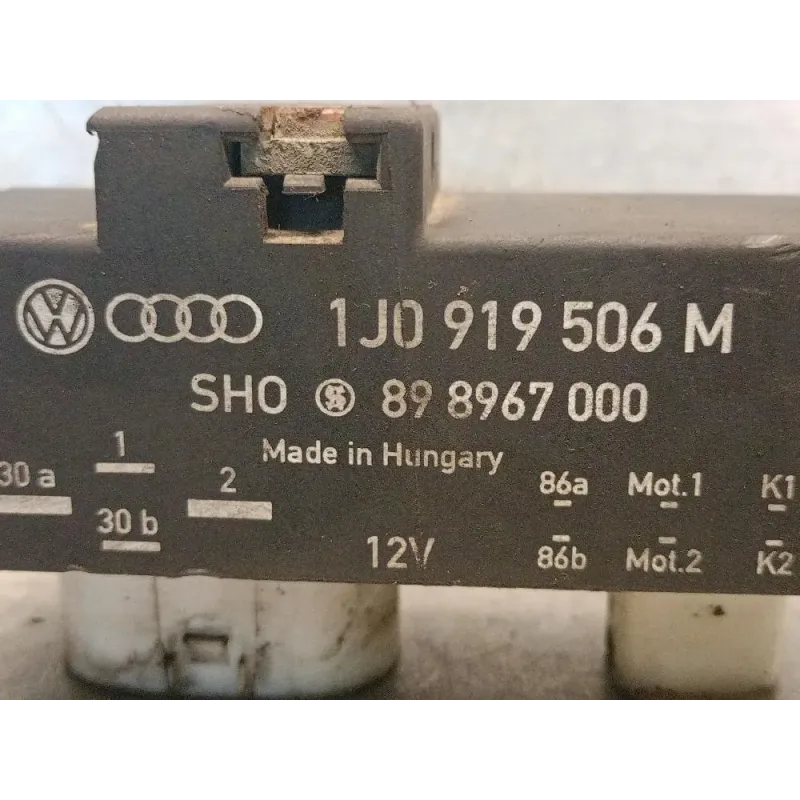 1J0 919 506 M
SHO 89 8967 000
Made in Hungary
30 a 1 2 86a Mot.1 K1
30 b 12V 86b Mot.2 K2